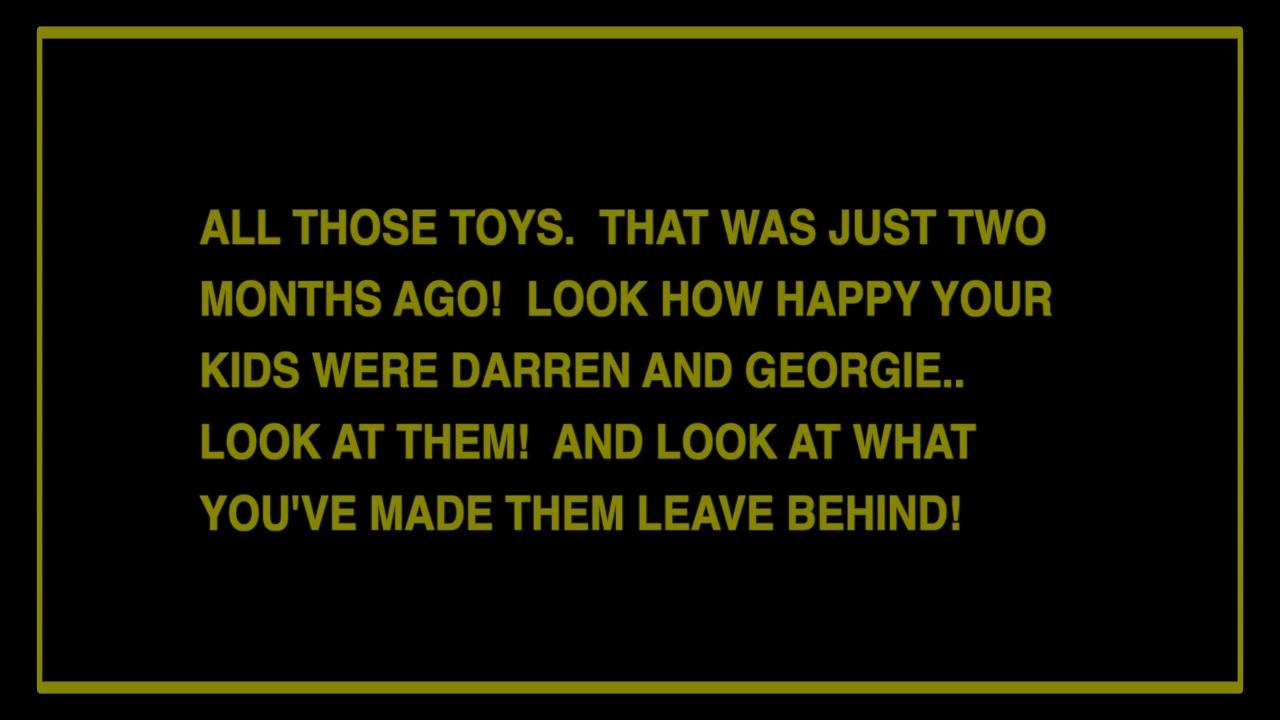 ALL THOSE TOYS.  THAT WAS JUST TWO
MONTHS AGO!  LOOK HOW HAPPY YOUR
KIDS WERE DARREN AND GEORGIE..
LOOK AT THEM!  AND LOOK AT WHAT
YOU'VE MADE THEM LEAVE BEHIND!